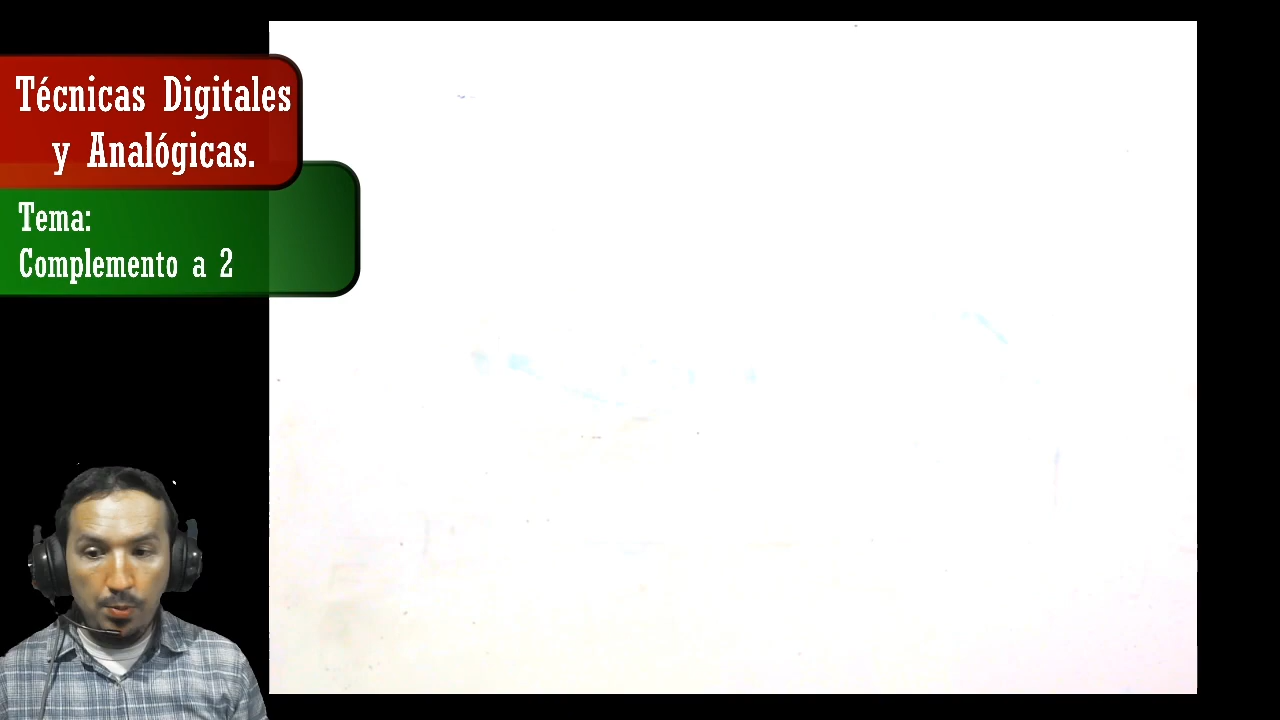 Técnicas Digitales
y Analógicas.
Tema:
Complemento a 2